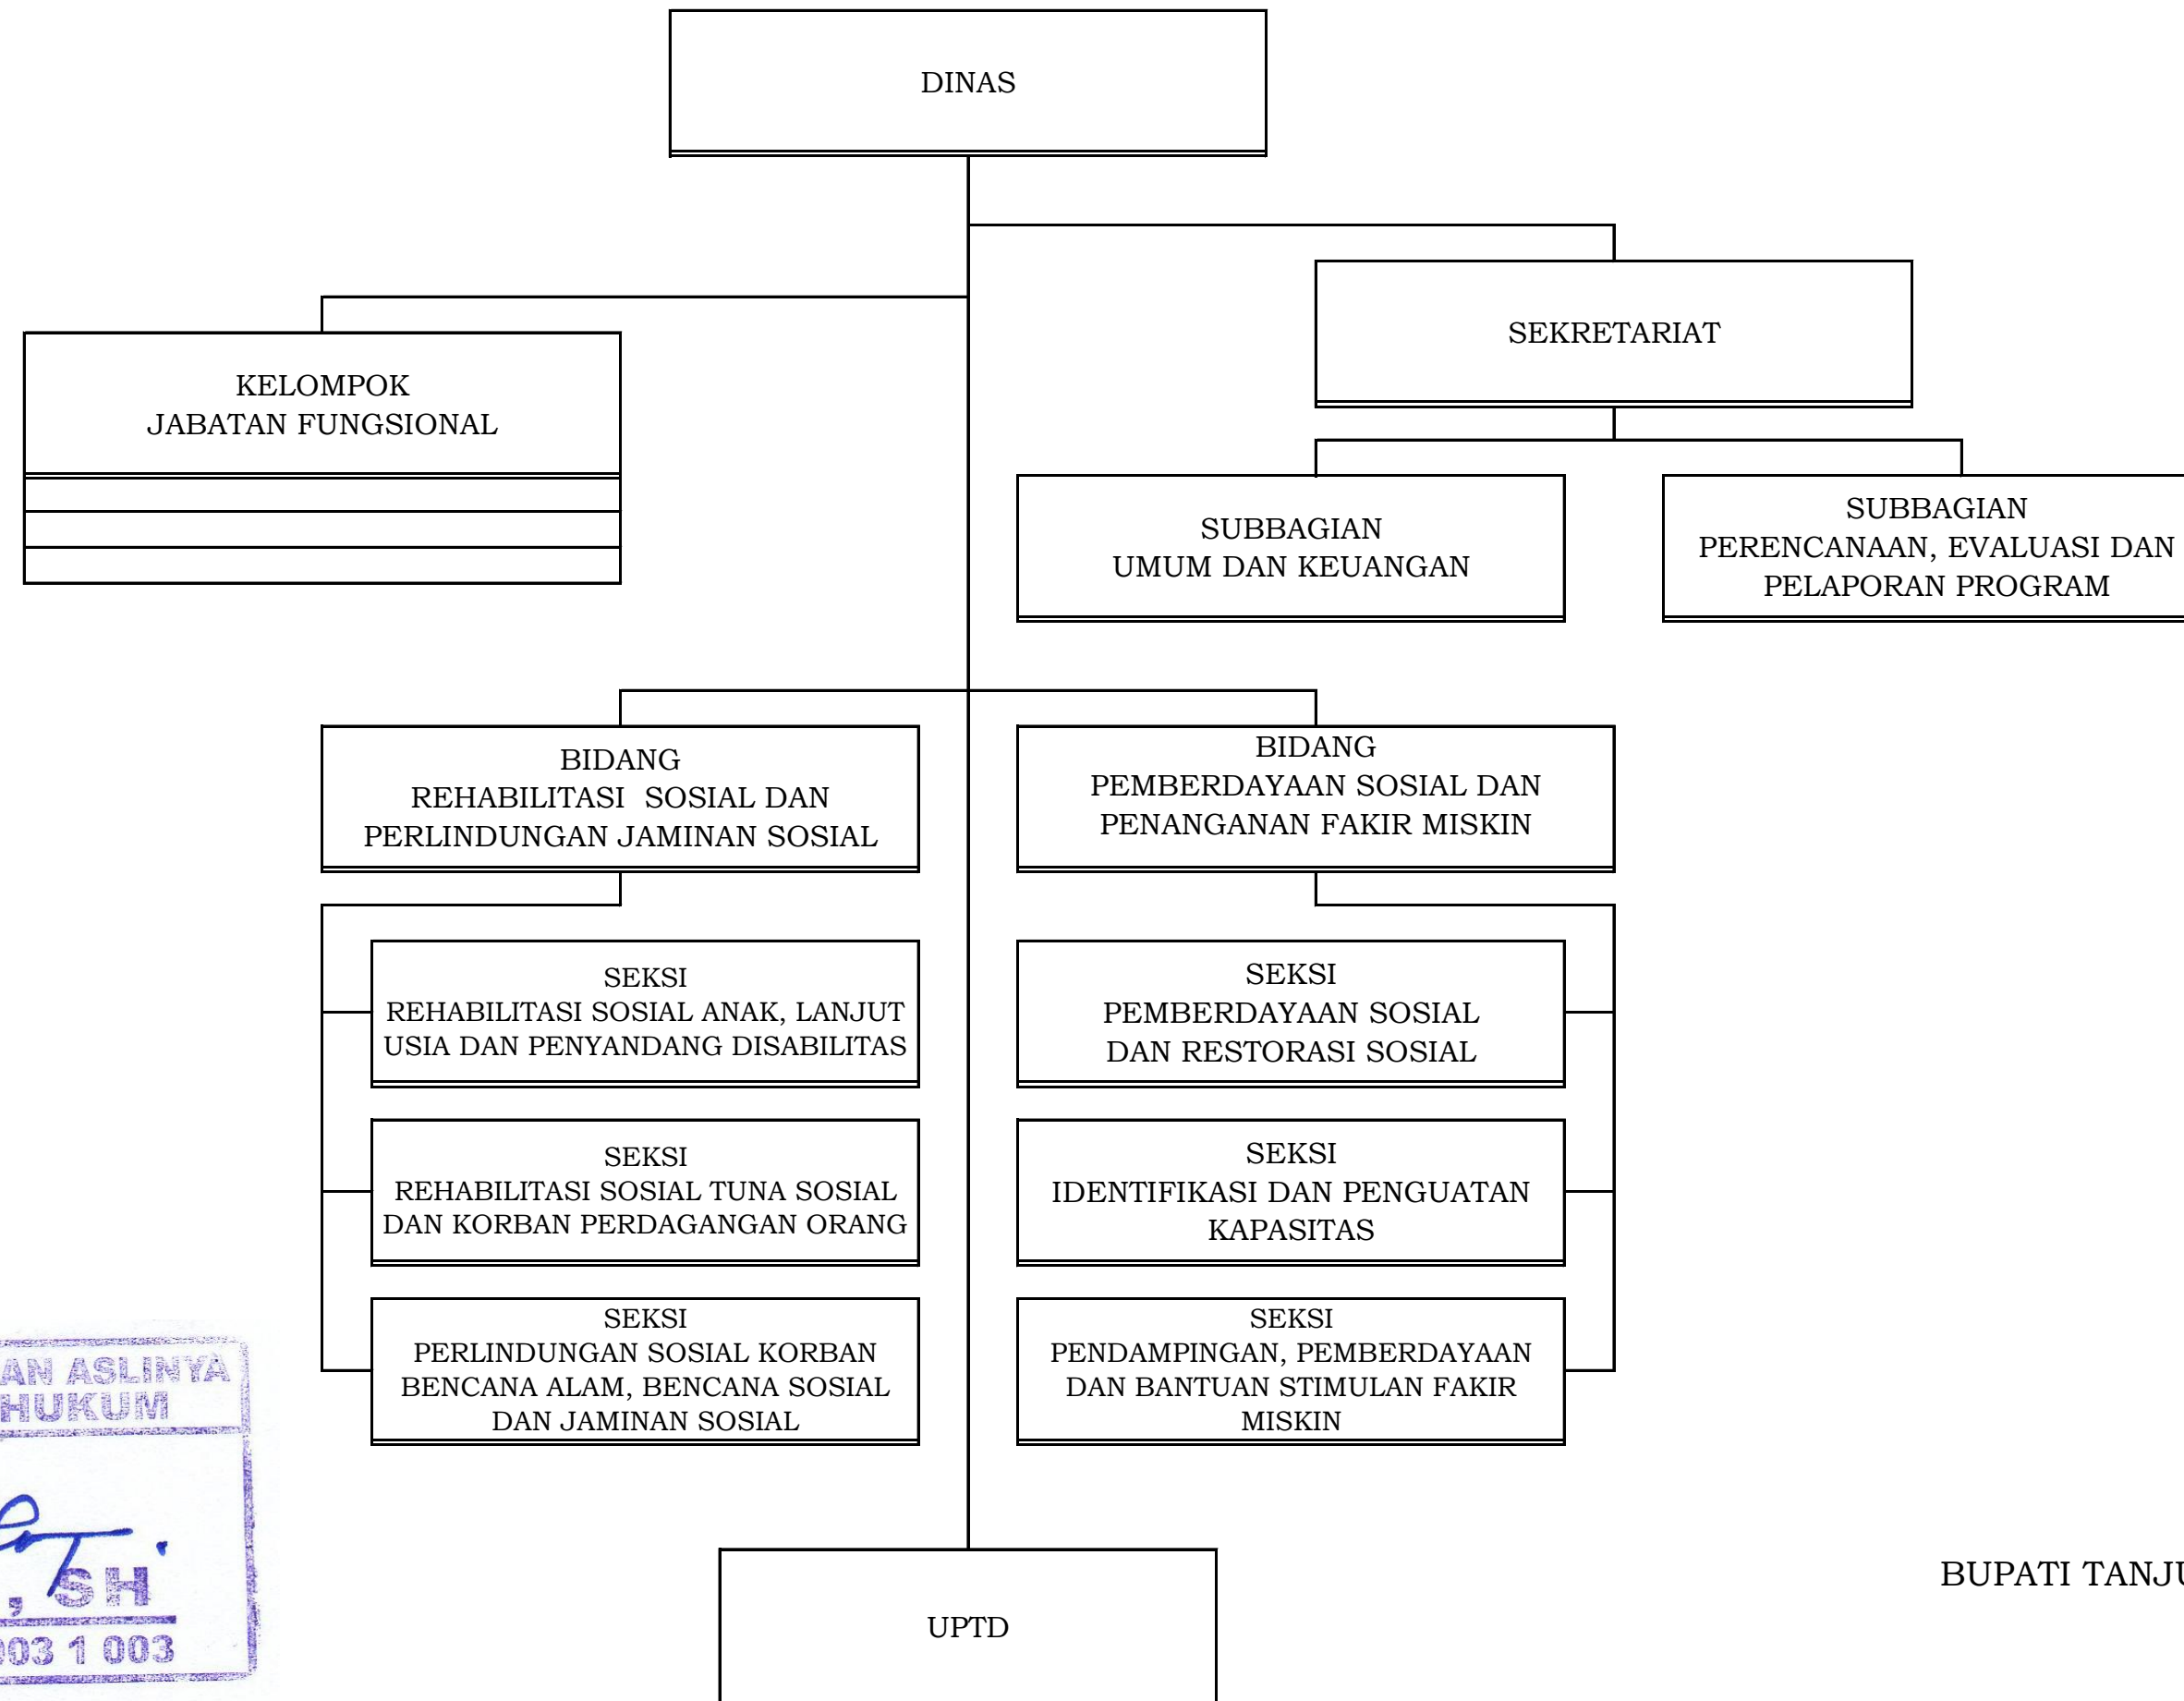 DINAS
SEKRETARIAT
KELOMPOK
JABATAN FUNGSIONAL
SUBBAGIAN
UMUM DAN KEUANGAN
SUBBAGIAN
PERENCANAAN, EVALUASI DAN
PELAPORAN PROGRAM
BIDANG
REHABILITASI SOSIAL DAN
PERLINDUNGAN JAMINAN SOSIAL
BIDANG
PEMBERDAYAAN SOSIAL DAN
PENANGANAN FAKIR MISKIN
SEKSI
REHABILITASI SOSIAL ANAK, LANJUT
USIA DAN PENYANDANG DISABILITAS
SEKSI
PEMBERDAYAAN SOSIAL
DAN RESTORASI SOSIAL
SEKSI
REHABILITASI SOSIAL TUNA SOSIAL
DAN KORBAN PERDAGANGAN ORANG
SEKSI
IDENTIFIKASI DAN PENGUATAN
KAPASITAS
SEKSI
PERLINDUNGAN SOSIAL KORBAN
BENCANA ALAM, BENCANA SOSIAL
DAN JAMINAN SOSIAL
SEKSI
PENDAMPINGAN, PEMBERDAYAAN
DAN BANTUAN STIMULAN FAKIR
MISKIN
AN ASLINYA
HUKUM
, SH
003 1 003
UPTD
BUPATI TANJU